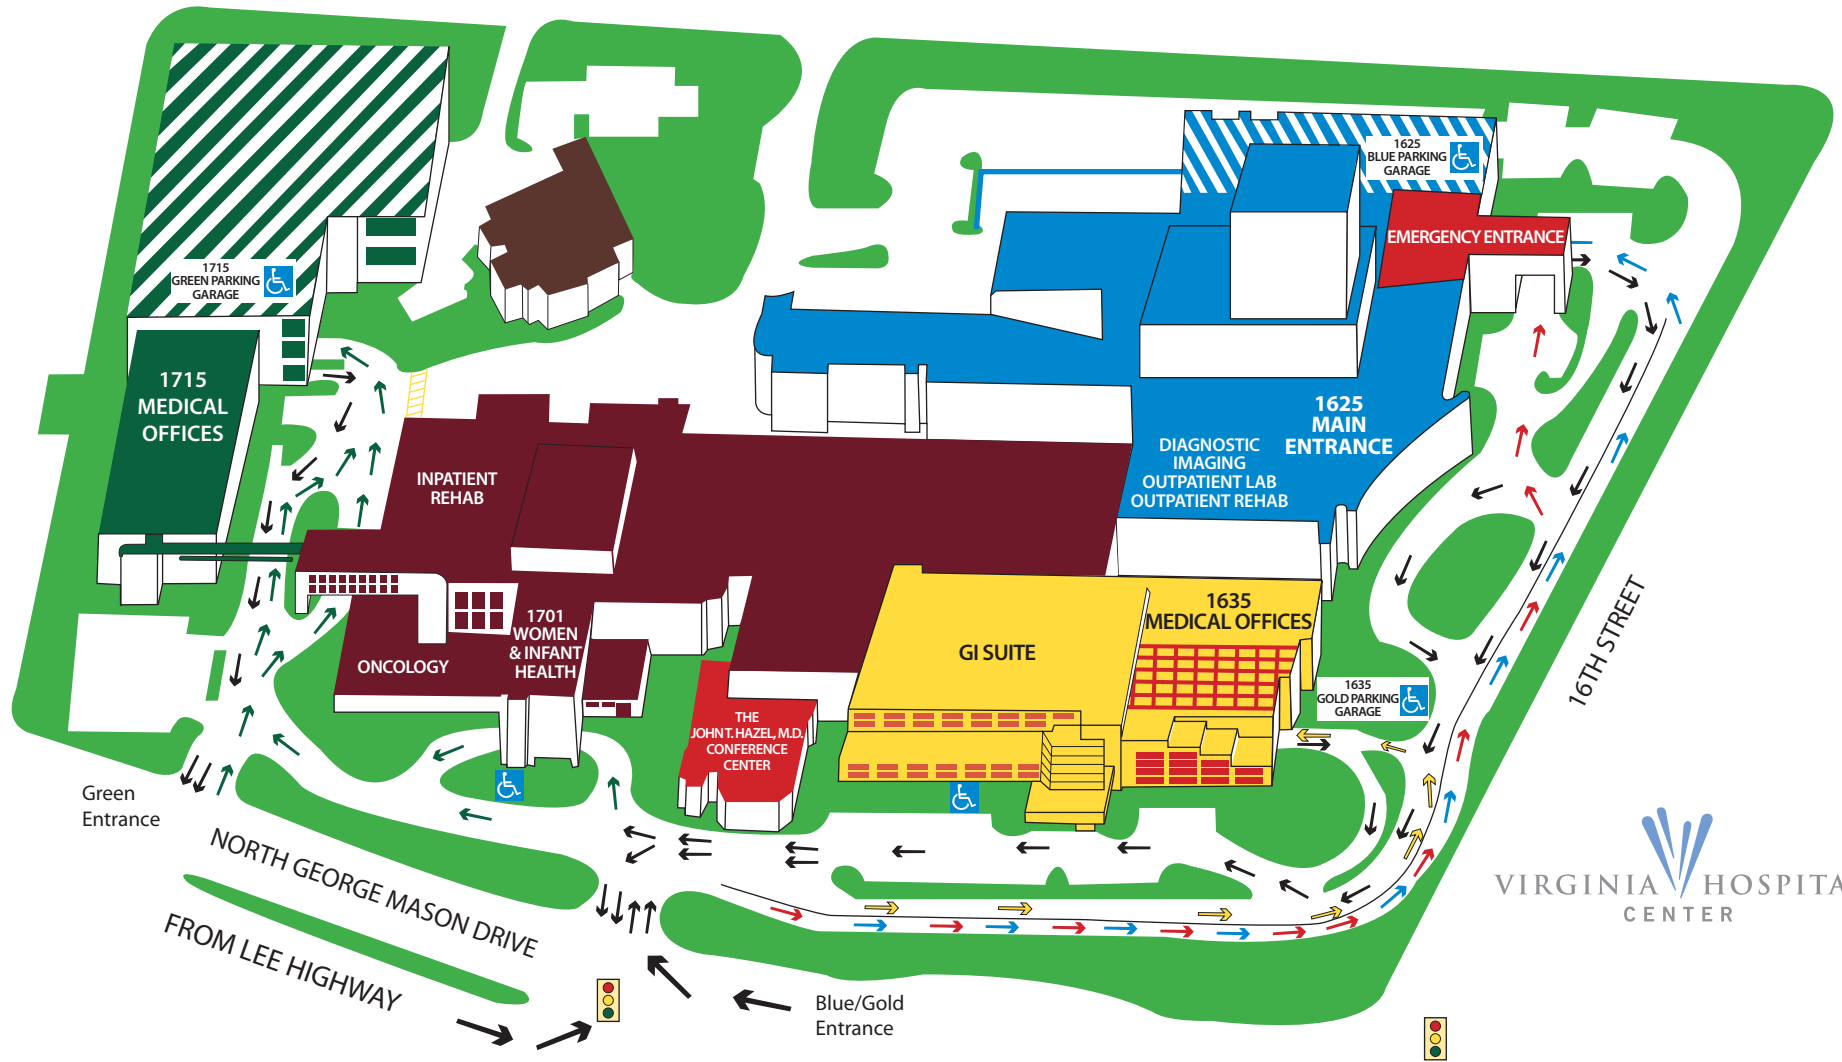 1625
BLUE PARKING
GARAGE
EMERGENCY ENTRANCE
1715
GREEN PARKING
GARAGE
1715
MEDICAL
OFFICES
1625
MAIN
ENTRANCE
DIAGNOSTIC
IMAGING
OUTPATIENT LAB
OUTPATIENT REHAB
INPATIENT
REHAB
1701
WOMEN
& INFANT
HEALTH
ONCOLOGY
1635
MEDICAL OFFICES
GI SUITE
1635
GOLD PARKING
GARAGE
THE
JOHN T. HAZEL, M.D.
CONFERENCE
CENTER
16TH STREET
Green
Entrance
NORTH GEORGE MASON DRIVE
FROM LEE HIGHWAY
Blue/Gold
Entrance
VIRGINIA HOSPITA
CENTER